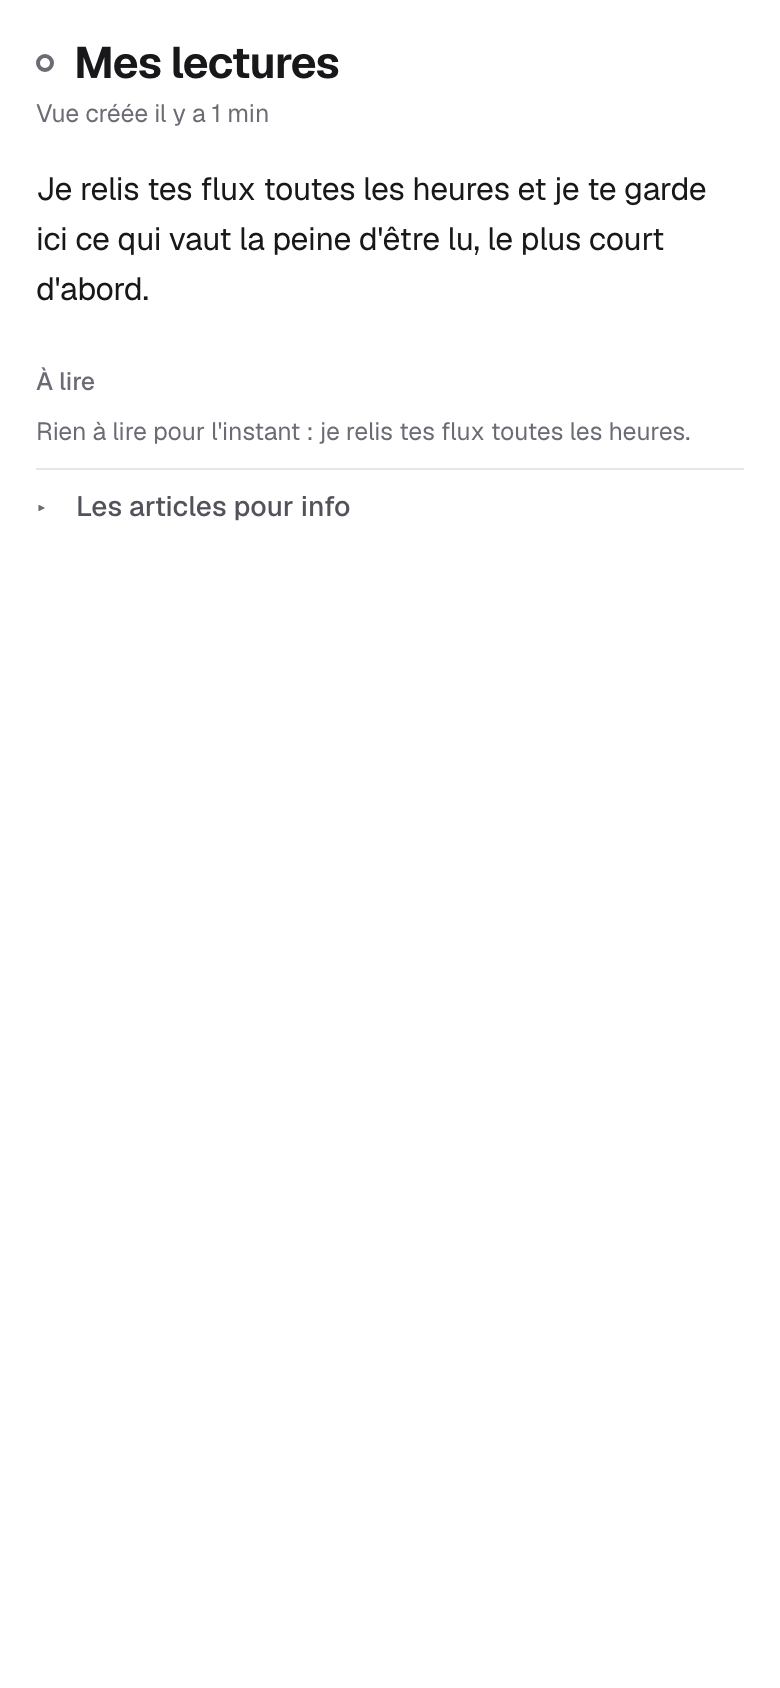 Mes lectures
Vue créée il y a 1 min
Je relis tes flux toutes les heures et je te garde
ici ce qui vaut la peine d'être lu, le plus court
d'abord.
À lire
Rien à lire pour l'instant : je relis tes flux toutes les heures.
Les articles pour info